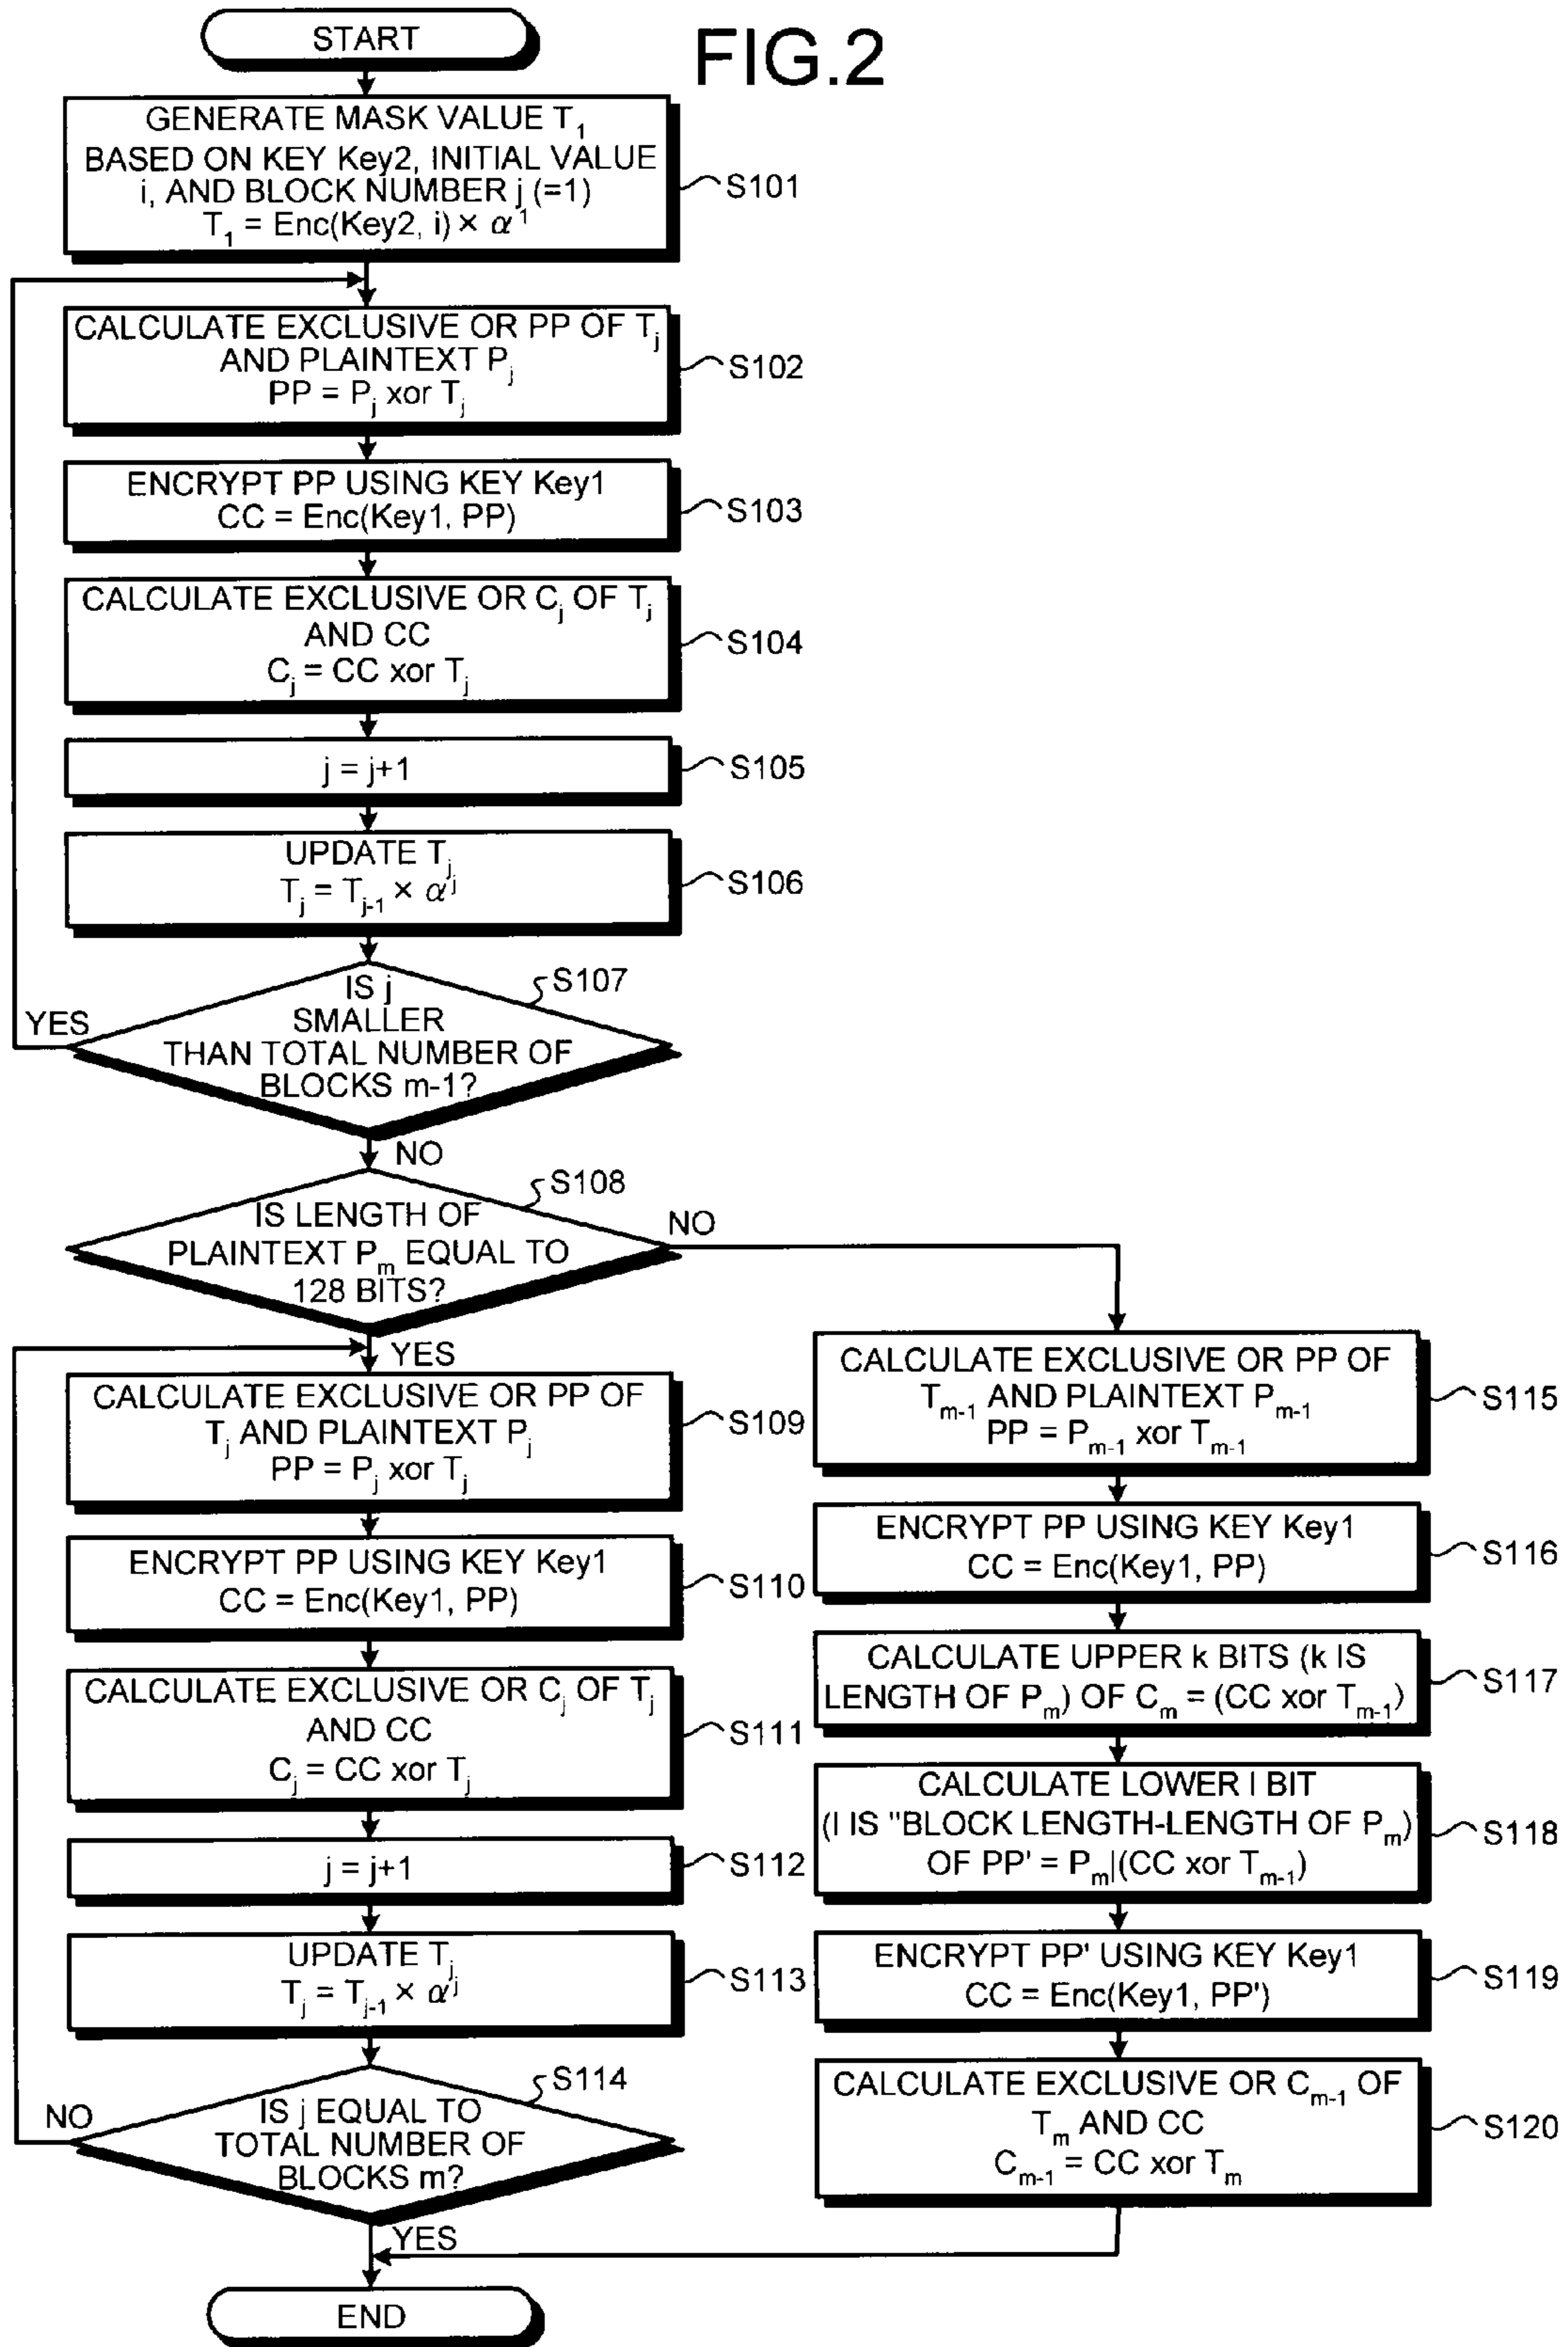 FIG.2
START
GENERATE MASK VALUE T₁
BASED ON KEY Key2, INITIAL VALUE
i, AND BLOCK NUMBER j (=1)
T₁ = Enc(Key2, i) × α¹
S101
CALCULATE EXCLUSIVE OR PP OF Tⱼ
AND PLAINTEXT Pⱼ
PP = Pⱼ xor Tⱼ
S102
ENCRYPT PP USING KEY Key1
CC = Enc(Key1, PP)
S103
CALCULATE EXCLUSIVE OR Cⱼ OF Tⱼ
AND CC
Cⱼ = CC xor Tⱼ
S104
j = j+1
S105
UPDATE Tⱼ
Tⱼ = Tⱼ₋₁ × αʲ
S106
IS j
SMALLER
THAN TOTAL NUMBER OF
BLOCKS m-1?
S107
YES
NO
IS LENGTH OF
PLAINTEXT Pₘ EQUAL TO
128 BITS?
S108
NO
YES
CALCULATE EXCLUSIVE OR PP OF
Tⱼ AND PLAINTEXT Pⱼ
PP = Pⱼ xor Tⱼ
S109
ENCRYPT PP USING KEY Key1
CC = Enc(Key1, PP)
S110
CALCULATE EXCLUSIVE OR Cⱼ OF Tⱼ
AND CC
Cⱼ = CC xor Tⱼ
S111
j = j+1
S112
UPDATE Tⱼ
Tⱼ = Tⱼ₋₁ × αʲ
S113
IS j EQUAL TO
TOTAL NUMBER OF
BLOCKS m?
S114
NO
YES
CALCULATE EXCLUSIVE OR PP OF
Tₘ₋₁ AND PLAINTEXT Pₘ₋₁
PP = Pₘ₋₁ xor Tₘ₋₁
S115
ENCRYPT PP USING KEY Key1
CC = Enc(Key1, PP)
S116
CALCULATE UPPER k BITS (k IS
LENGTH OF Pₘ) OF Cₘ = (CC xor Tₘ₋₁)
S117
CALCULATE LOWER l BIT
(l IS "BLOCK LENGTH-LENGTH OF Pₘ)
OF PP' = Pₘ|(CC xor Tₘ₋₁)
S118
ENCRYPT PP' USING KEY Key1
CC = Enc(Key1, PP')
S119
CALCULATE EXCLUSIVE OR Cₘ₋₁ OF
Tₘ AND CC
Cₘ₋₁ = CC xor Tₘ
S120
END